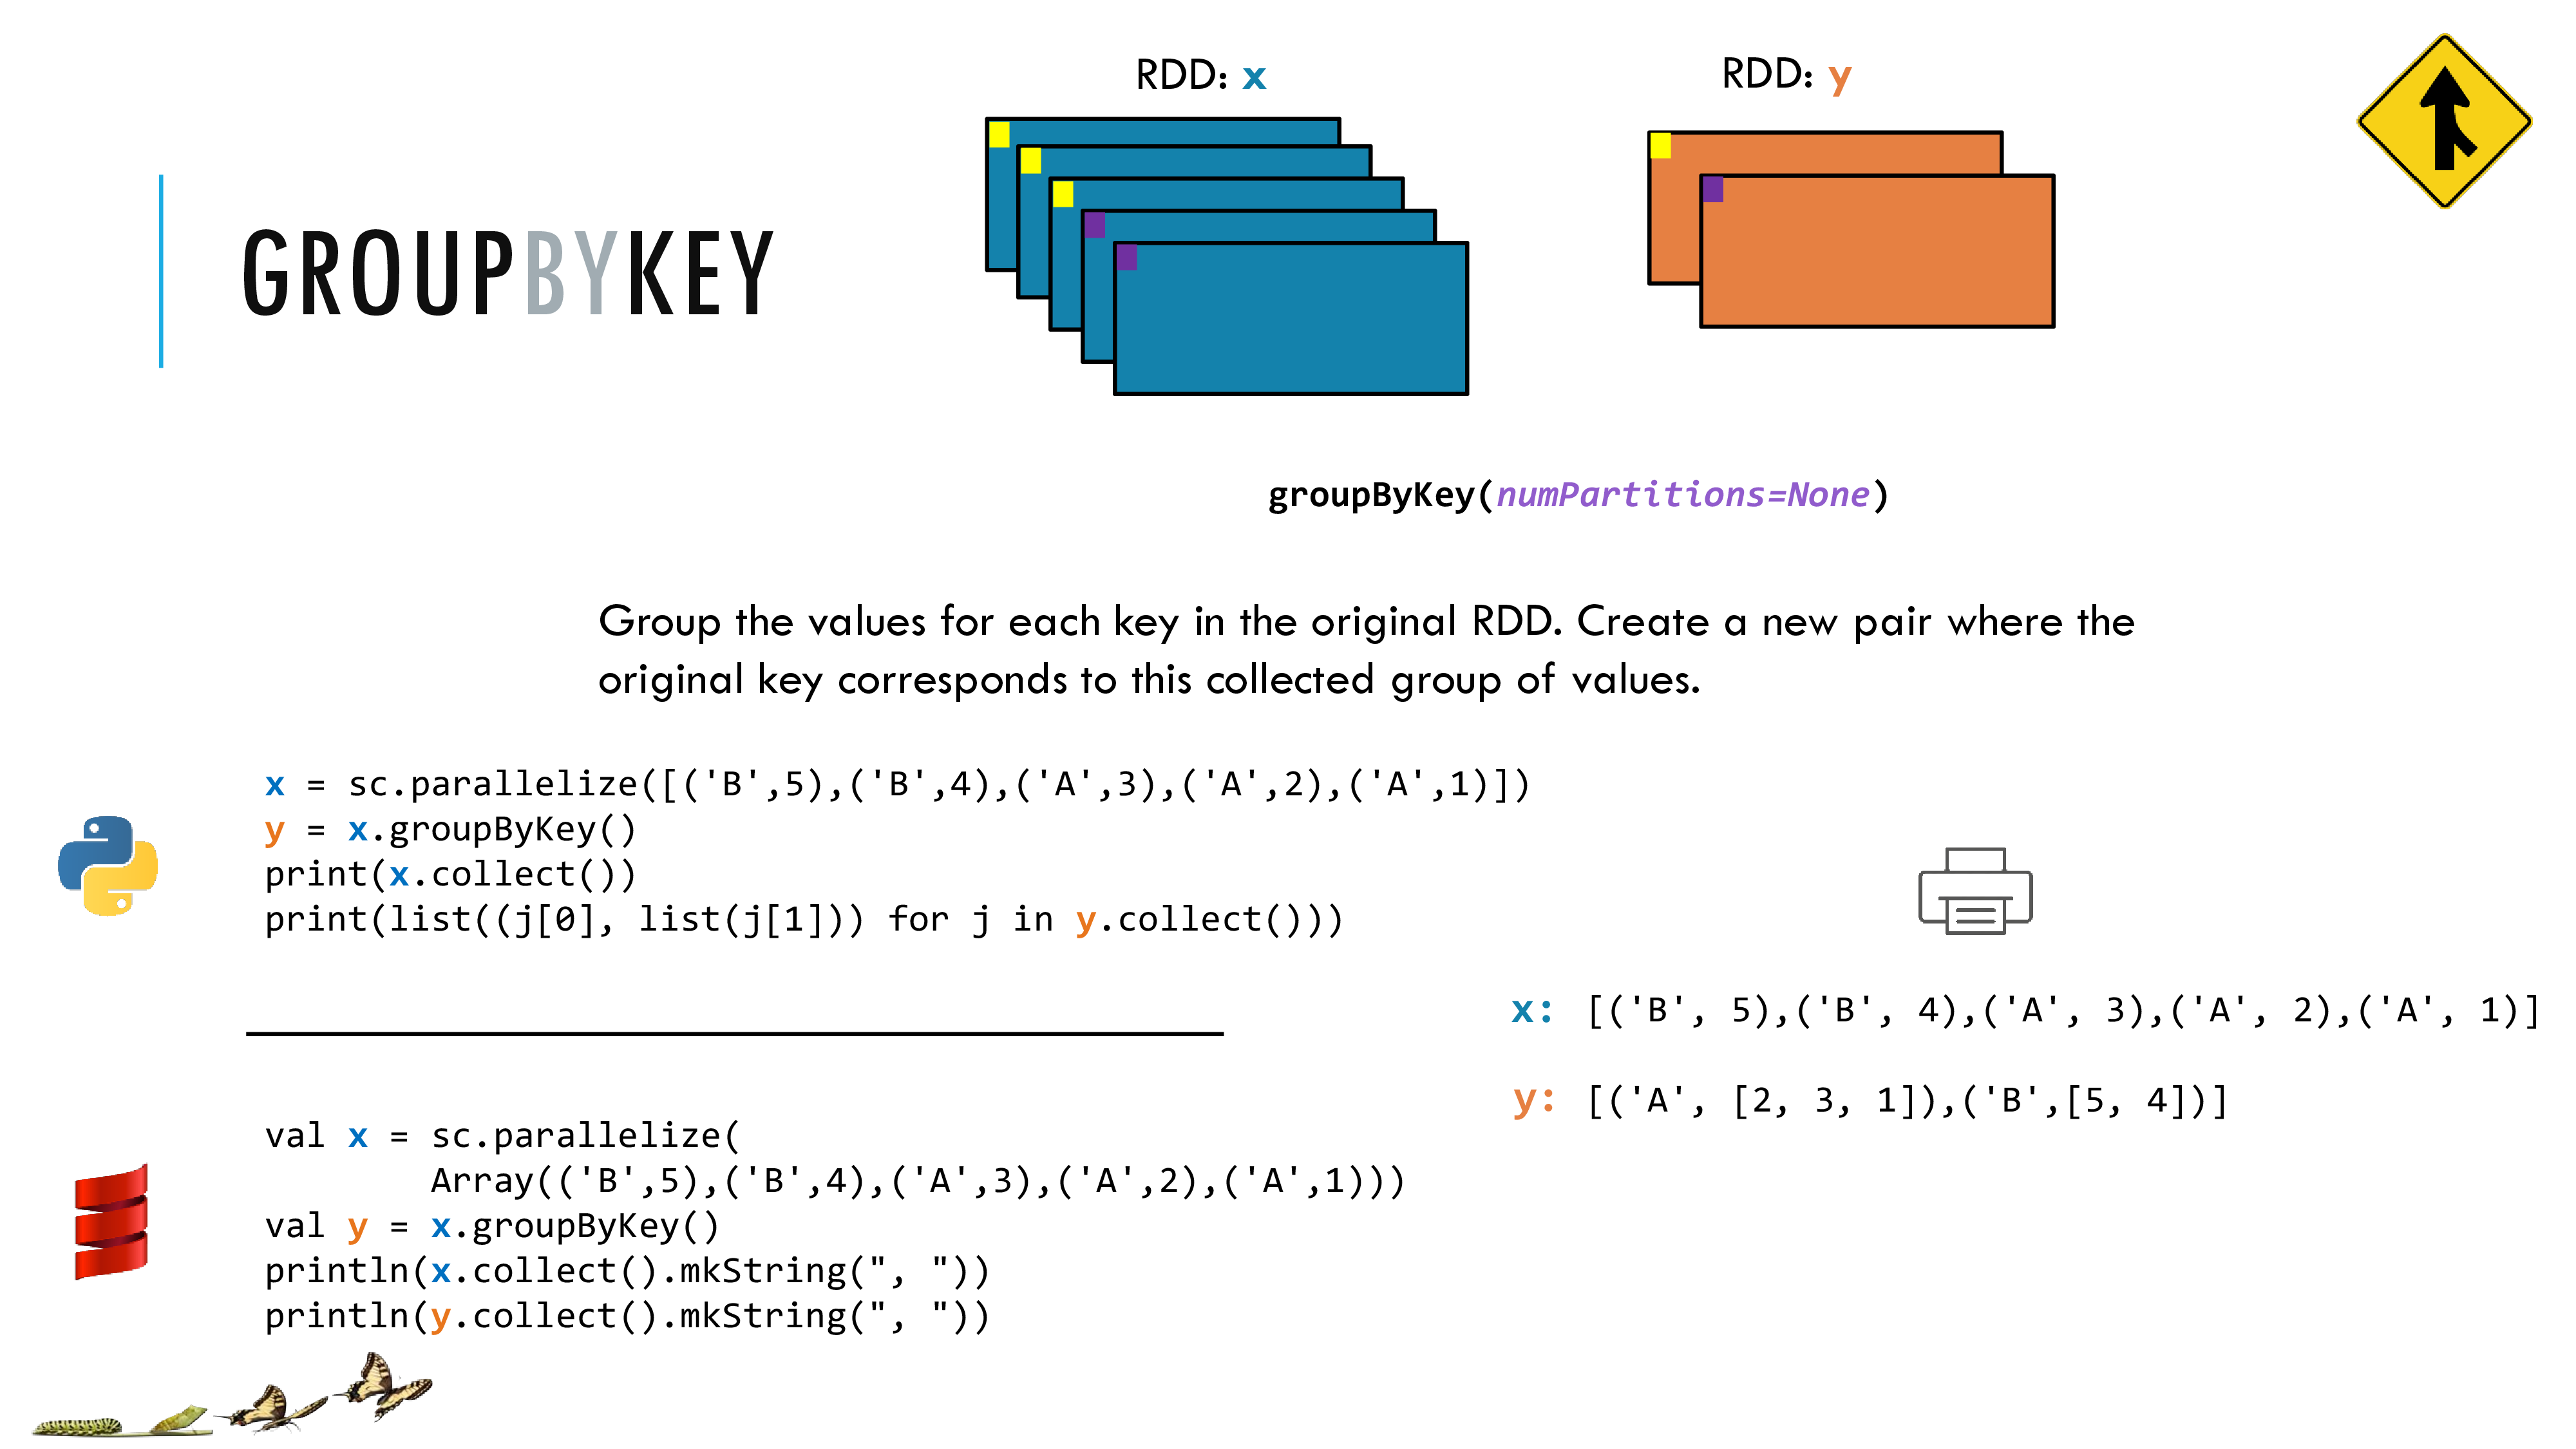 RDD: x
RDD: y
GROUPBYKEY
groupByKey(numPartitions=None)
Group the values for each key in the original RDD. Create a new pair where the
original key corresponds to this collected group of values.
x = sc.parallelize([('B',5),('B',4),('A',3),('A',2),('A',1)])
y = x.groupByKey()
print(x.collect())
print(list((j[0], list(j[1])) for j in y.collect()))
x: [('B', 5),('B', 4),('A', 3),('A', 2),('A', 1)]
y: [('A', [2, 3, 1]),('B',[5, 4])]
val x = sc.parallelize(
Array(('B',5),('B',4),('A',3),('A',2),('A',1)))
val y = x.groupByKey()
println(x.collect().mkString(", "))
println(y.collect().mkString(", "))